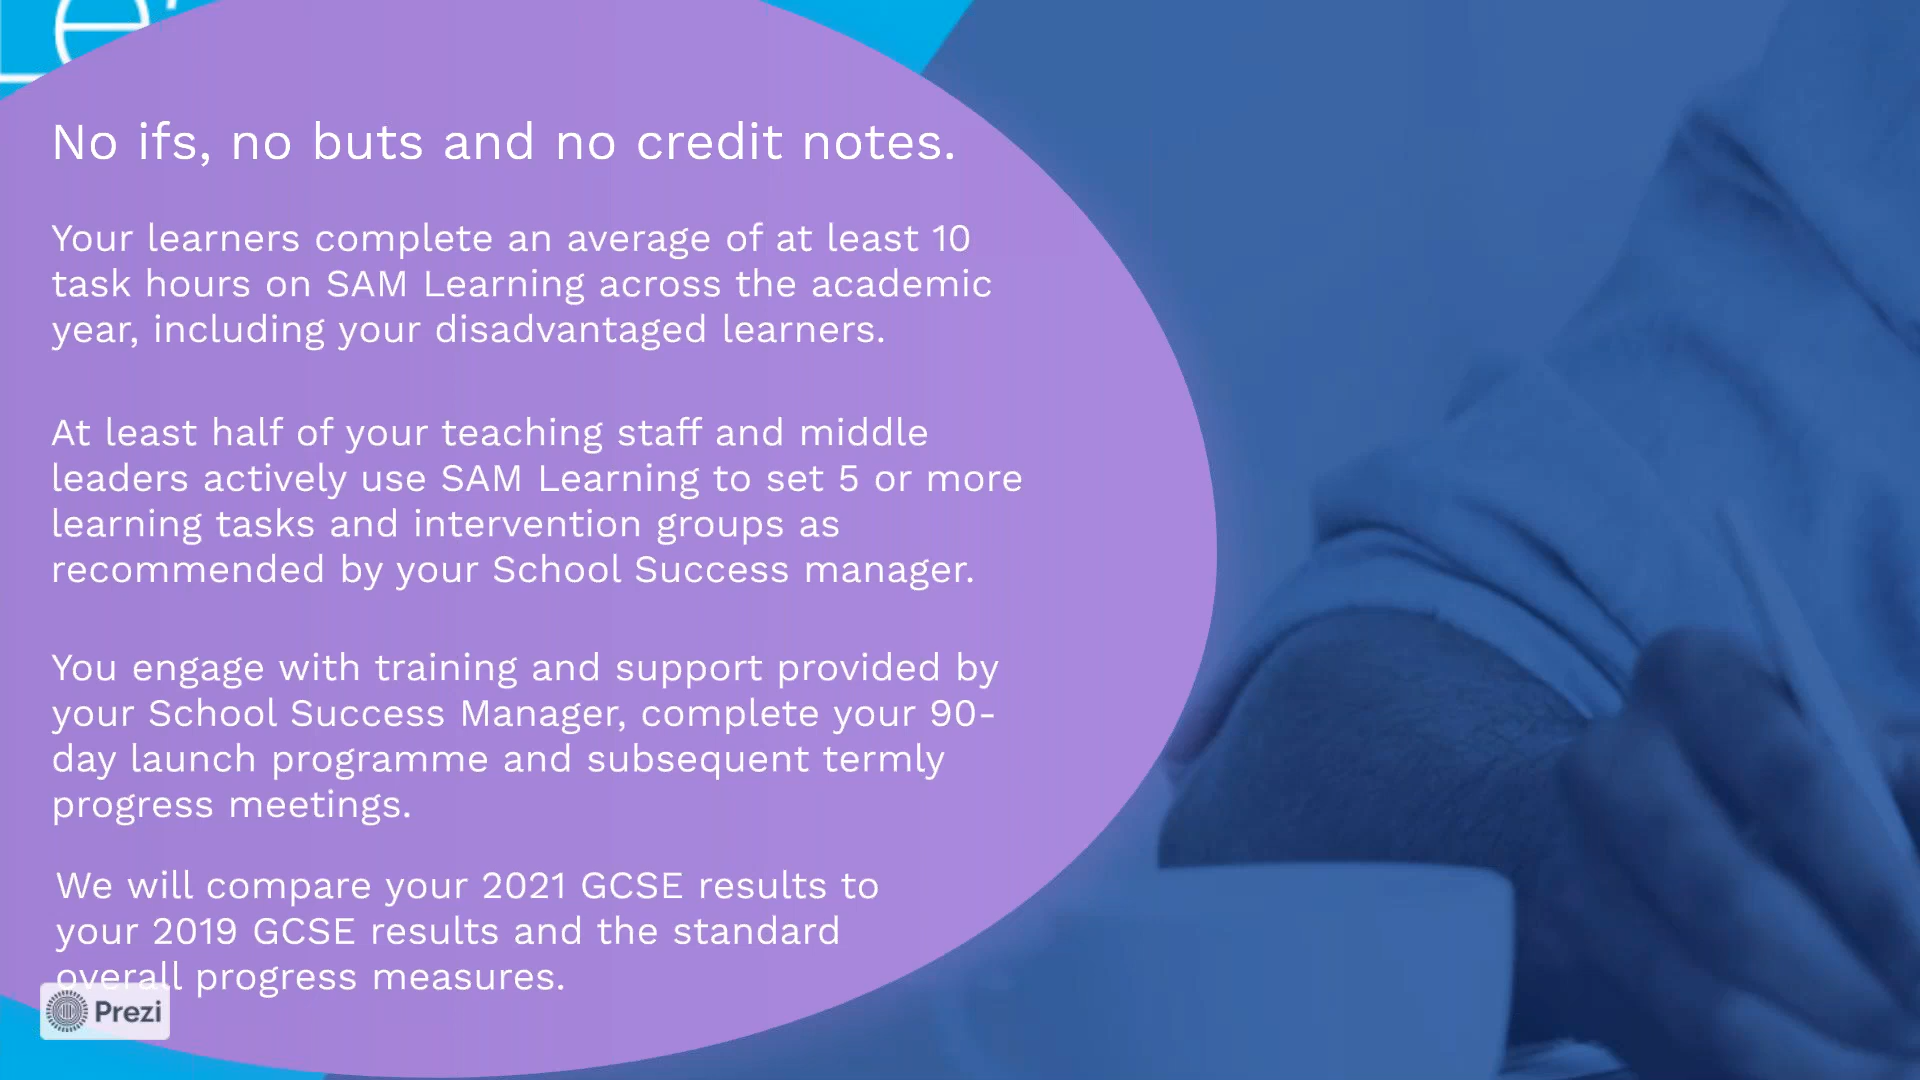 No ifs, no buts and no credit notes.
Your learners complete an average of at least 10
task hours on SAM Learning across the academic
year, including your disadvantaged learners.
At least half of your teaching staff and middle
leaders actively use SAM Learning to set 5 or more
learning tasks and intervention groups as
recommended by your School Success manager.
You engage with training and support provided by
your School Success Manager, complete your 90-
day launch programme and subsequent termly
progress meetings.
We will compare your 2021 GCSE results to
your 2019 GCSE results and the standard
overall progress measures.
Prezi